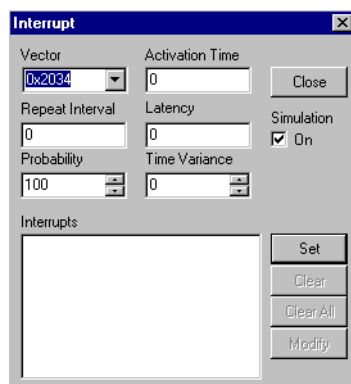 Interrupt
Vector
Activation Time
0x2034
0
Close
Repeat Interval
Latency
Simulation
0
0
On
Probability
Time Variance
100
0
Interrupts
Set
Clear
Clear All
Modify